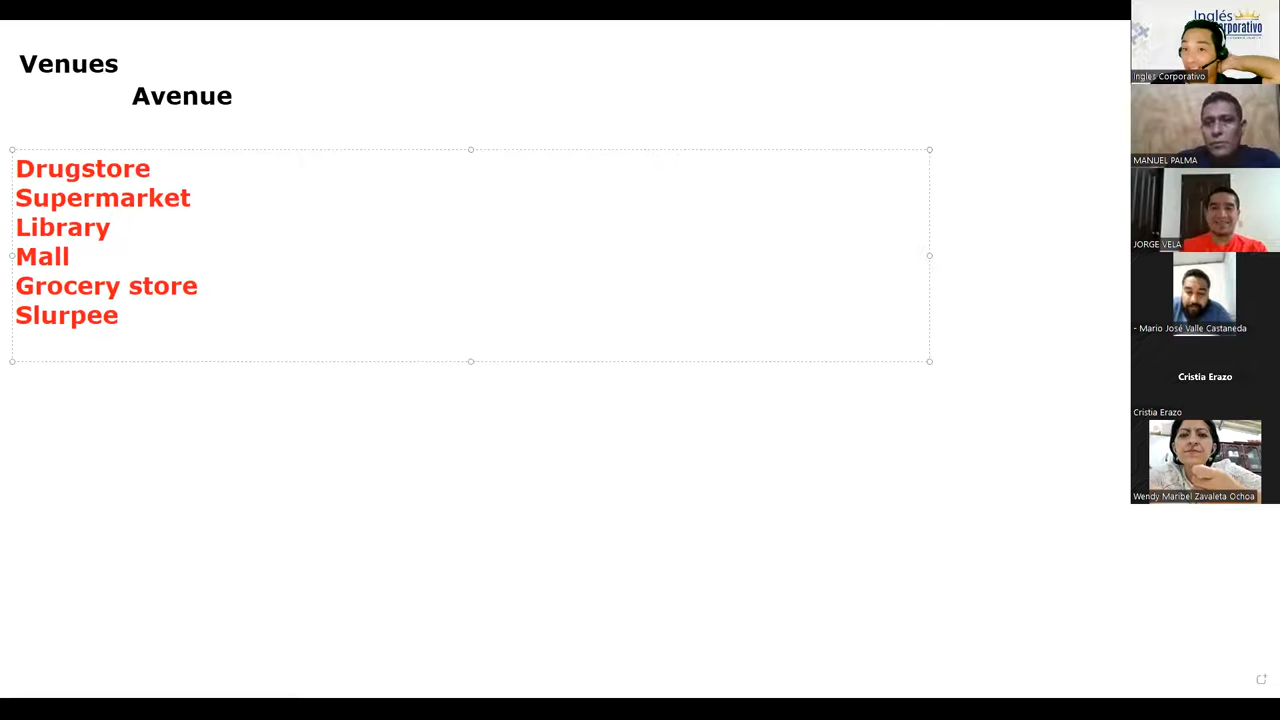 Venues
Avenue
Drugstore
Supermarket
Library
Mall
Grocery store
Slurpee
Inglés
Corporativo
Ingles Corporativo
MANUEL PALMA
JORGE VELA
- Mario José Valle Castaneda
Cristia Erazo
Cristia Erazo
Wendy Maribel Zavaleta Ochoa